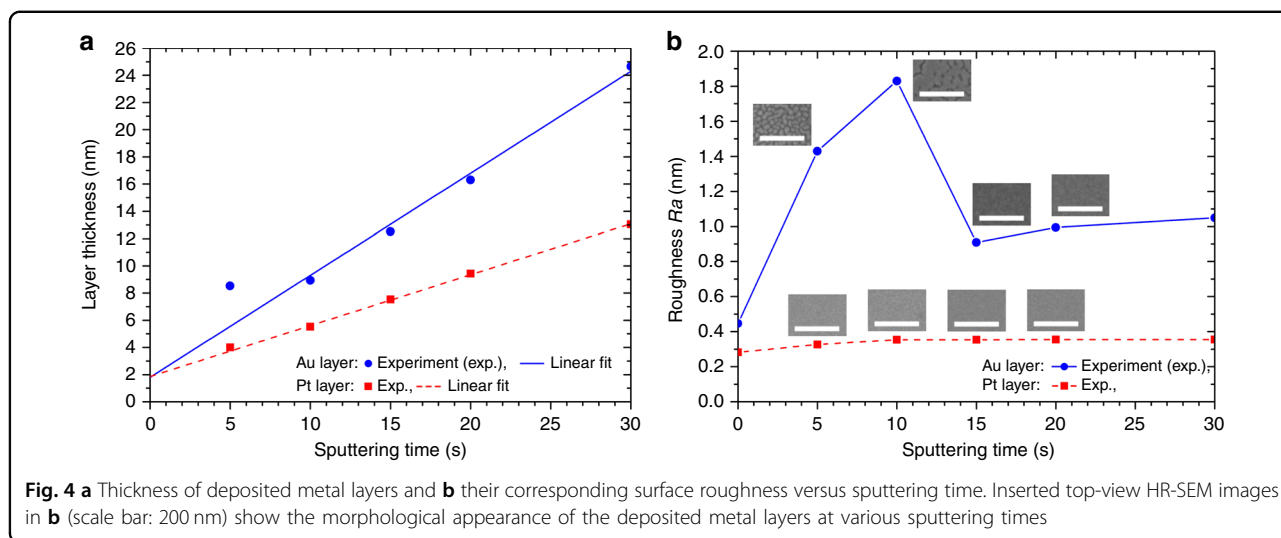 a
26
24
22
20
18
16
14
12
10
8
6
4
2
0
Layer thickness (nm)
Au layer: Experiment (exp.), Linear fit
Pt layer: Exp., Linear fit
0 5 10 15 20 25 30
Sputtering time (s)
b
2.0
1.8
1.6
1.4
1.2
1.0
0.8
0.6
0.4
0.2
0.0
Roughness Ra (nm)
Au layer: Experiment (exp.),
Pt layer: Exp.,
0 5 10 15 20 25 30
Sputtering time (s)
Fig. 4 a Thickness of deposited metal layers and b their corresponding surface roughness versus sputtering time. Inserted top-view HR-SEM images
in b (scale bar: 200 nm) show the morphological appearance of the deposited metal layers at various sputtering times